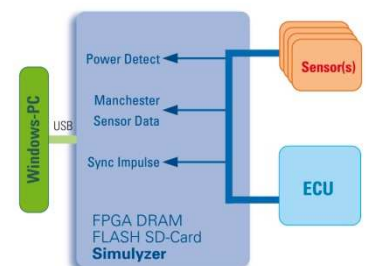 Power Detect
Sensor(s)
Manchester
Sensor Data
Windows-PC
USB
Sync Impulse
ECU
FPGA DRAM
FLASH SD-Card
Simulyzer